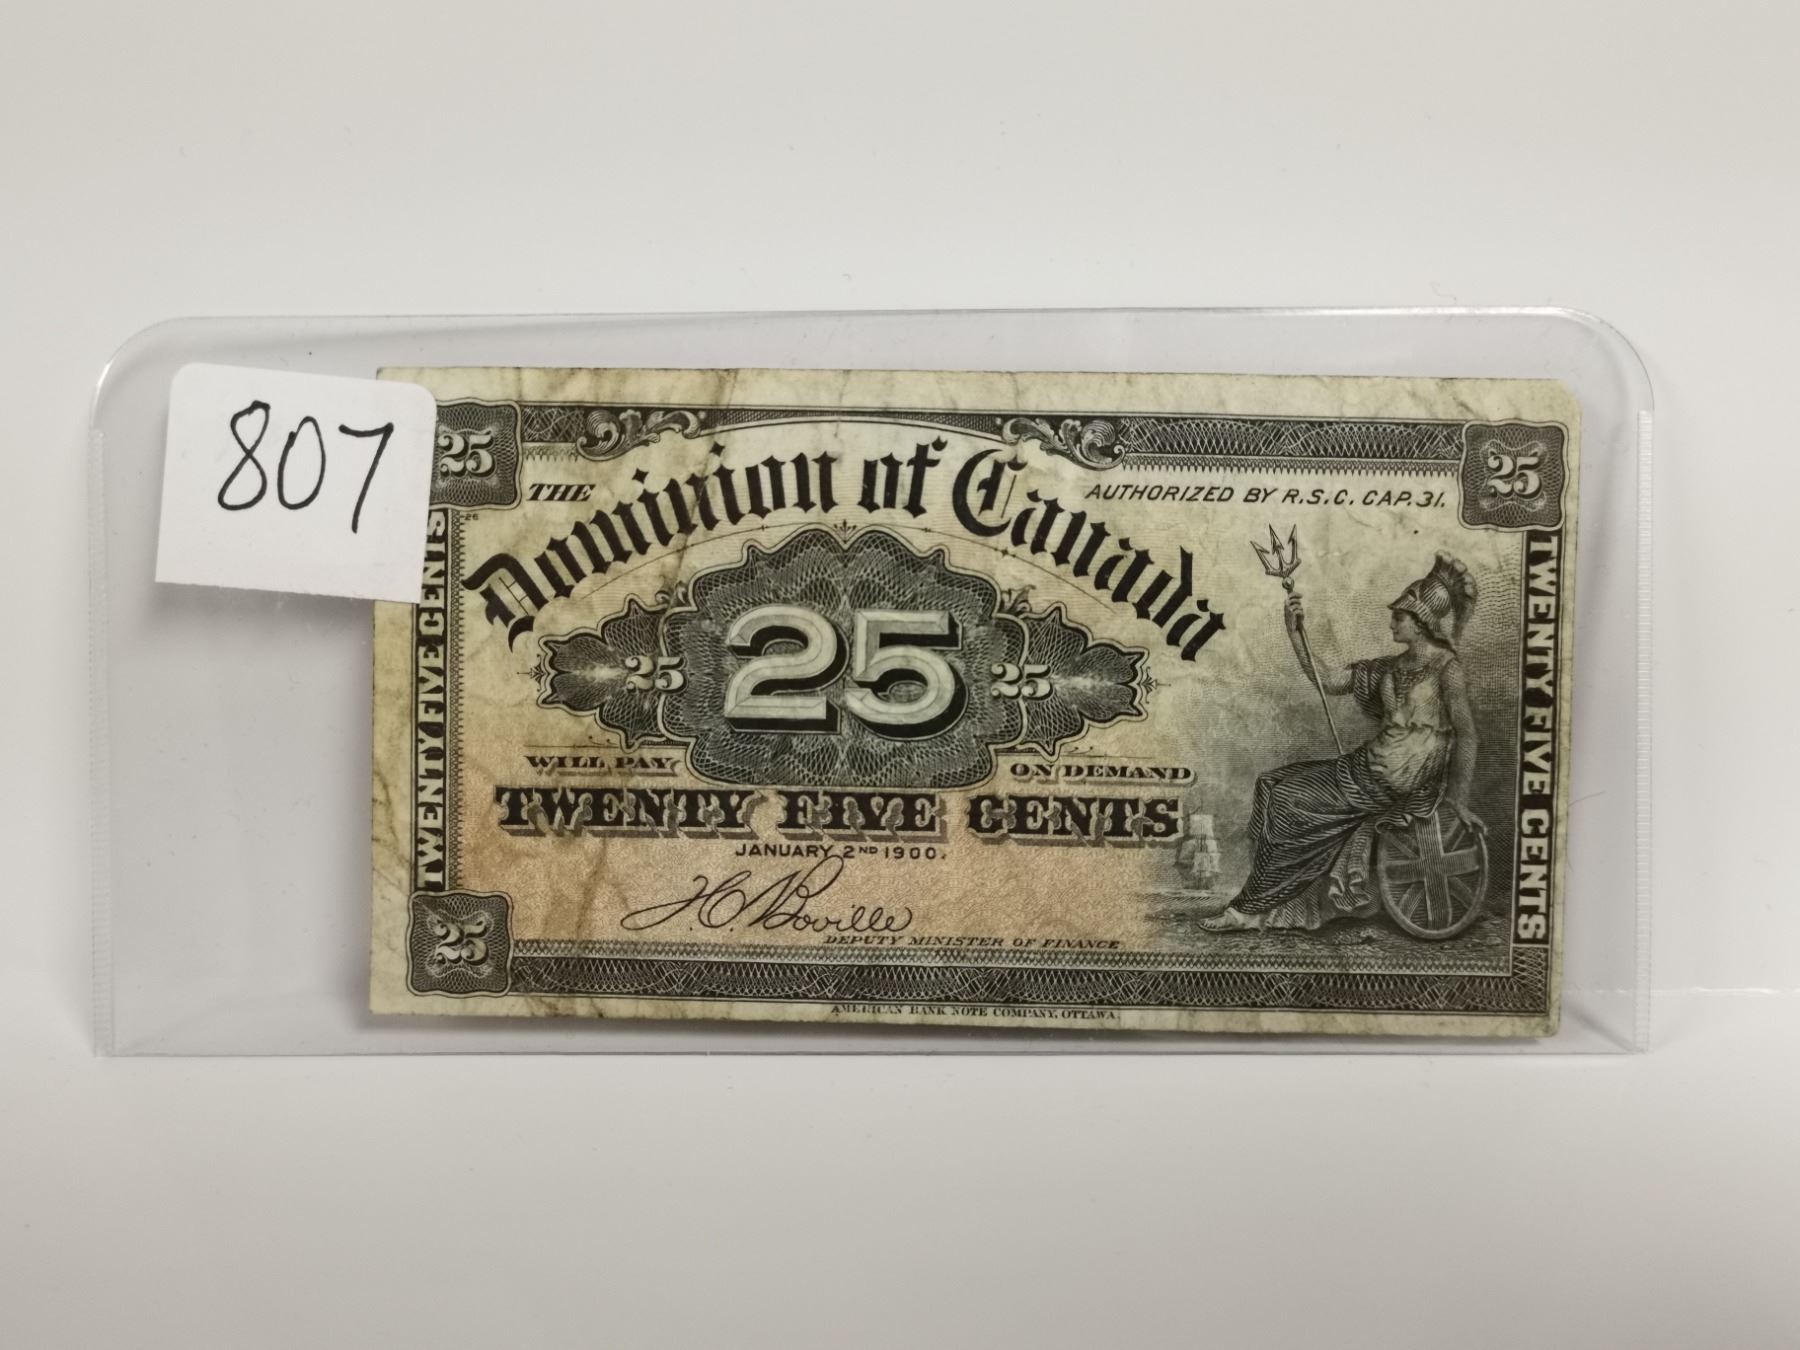 807
25
25
THE Dominion of Canada
AUTHORIZED BY R.S.C. CAP. 31.
26
TWENTY FIVE CENTS
TWENTY FIVE CENTS
25
25
25
WILL PAY
ON DEMAND
TWENTY FIVE CENTS
JANUARY 2ND 1900.
H.C. Boville
DEPUTY MINISTER OF FINANCE
25
AMERICAN BANK NOTE COMPANY, OTTAWA.